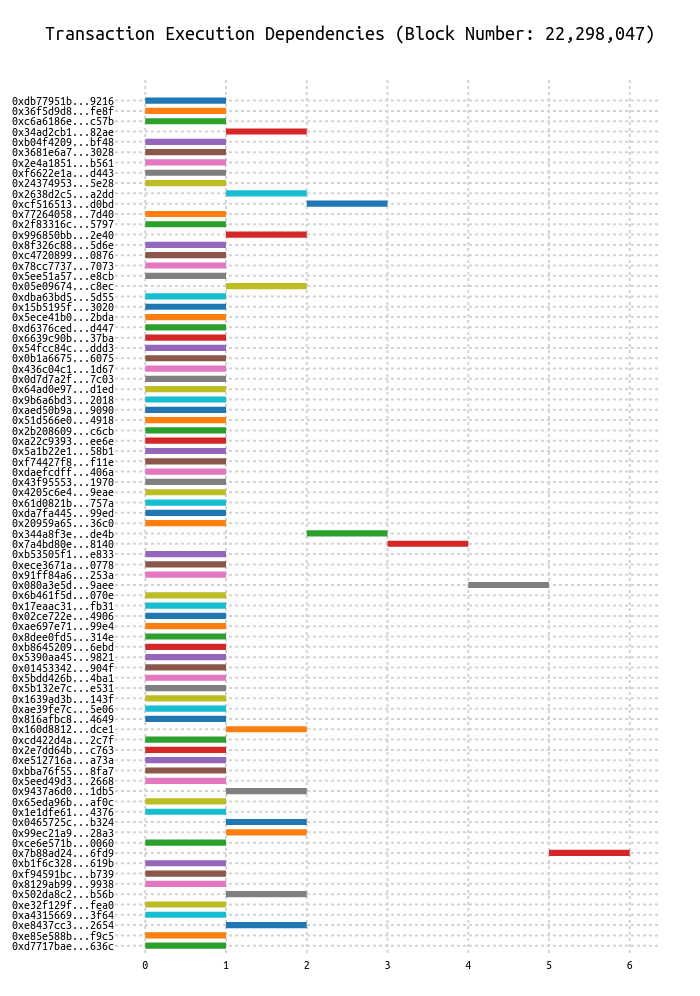 Transaction Execution Dependencies (Block Number: 22,298,047)
0xdb77951b...9216
0x36f5d9d8...fe8f
0xc6a6186e...c57b
0x34ad2cb1...82ae
0xb04f4209...bf48
0x3681e6a7...3028
0x2e4a1851...b561
0xf6622e1a...d443
0x24374953...5e28
0x2638d2c5...a2dd
0xcf516513...d0bd
0x77264058...7d40
0x2f83316c...5797
0x996850bb...2e40
0x8f326c88...5d6e
0xc4720899...0876
0x78cc7737...7073
0x5ee51a57...e8cb
0x05e09674...c8ec
0xdba63bd5...5d55
0x15b5195f...3020
0x5ece41b0...2bda
0xd6376ced...d447
0x6639c90b...37ba
0x54fcc84c...ddd3
0x0b1a6675...6075
0x436c04c1...1d67
0x0d7d7a2f...7c03
0x64ad0e97...d1ed
0x9b6a6bd3...2018
0xaed50b9a...9090
0x51d566e0...4918
0x2b208609...c6cb
0xa22c9393...ee6e
0x5a1b22e1...58b1
0xf74427f8...f11e
0xdaefcdff...406a
0x43f95553...1970
0x4205c6e4...9eae
0x61d0821b...757a
0xda7fa445...99ed
0x20959a65...36c0
0x344a8f3e...de4b
0x7a4bd80e...8140
0xb53505f1...e833
0xece3671a...0778
0x91ff84a6...253a
0x080a3e5d...9aee
0x6b461f5d...070e
0x17eaac31...fb31
0x02ce722e...4906
0xae697e71...99e4
0x8dee0fd5...314e
0xb8645209...6ebd
0x5390aa45...9821
0x01453342...904f
0x5bdd426b...4ba1
0x5b132e7c...e531
0x1639ad3b...143f
0xae39fe7c...5e06
0x816afbc8...4649
0x160d8812...dce1
0xcd422d4a...2c7f
0x2e7dd64b...c763
0xe512716a...a73a
0xbba76f55...8fa7
0x5eed49d3...2668
0x9437a6d0...1db5
0x65eda96b...af0c
0x1e1dfe61...4376
0x0465725c...b324
0x99ec21a9...28a3
0xce6e571b...0060
0x7b88ad24...6fd9
0xb1f6c328...619b
0xf94591bc...b739
0x8129ab99...9938
0x502da8c2...b56b
0xe32f129f...fea0
0xa4315669...3f64
0xe8437cc3...2654
0xe85e588b...f9c5
0xd7717bae...636c
0 1 2 3 4 5 6